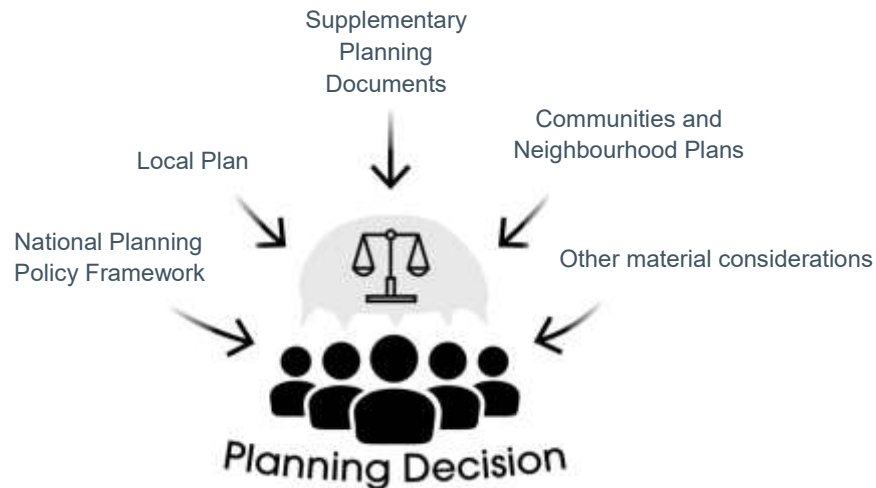 Supplementary
Planning
Documents
Communities and
Neighbourhood Plans
Local Plan
National Planning
Policy Framework
Other material considerations
Planning Decision